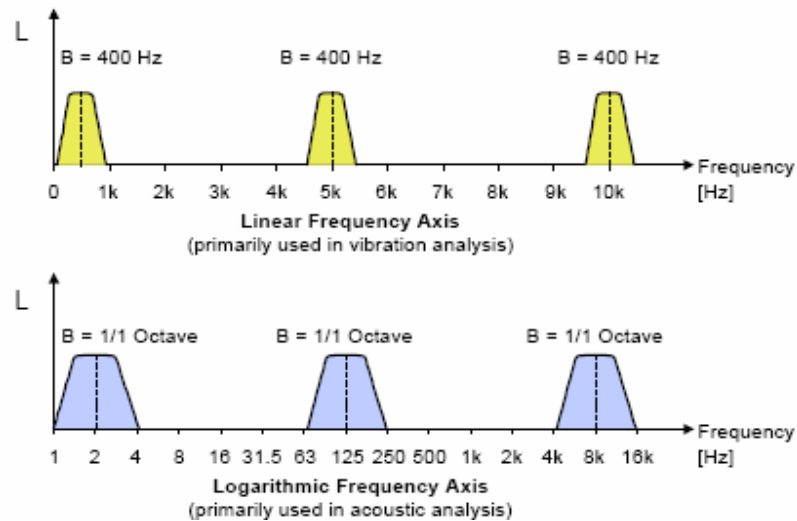 L
B = 400 Hz B = 400 Hz B = 400 Hz
Frequency
0 1k 2k 3k 4k 5k 6k 7k 8k 9k 10k [Hz]
Linear Frequency Axis
(primarily used in vibration analysis)
L
B = 1/1 Octave B = 1/1 Octave B = 1/1 Octave
Frequency
1 2 4 8 16 31.5 63 125 250 500 1k 2k 4k 8k 16k [Hz]
Logarithmic Frequency Axis
(primarily used in acoustic analysis)